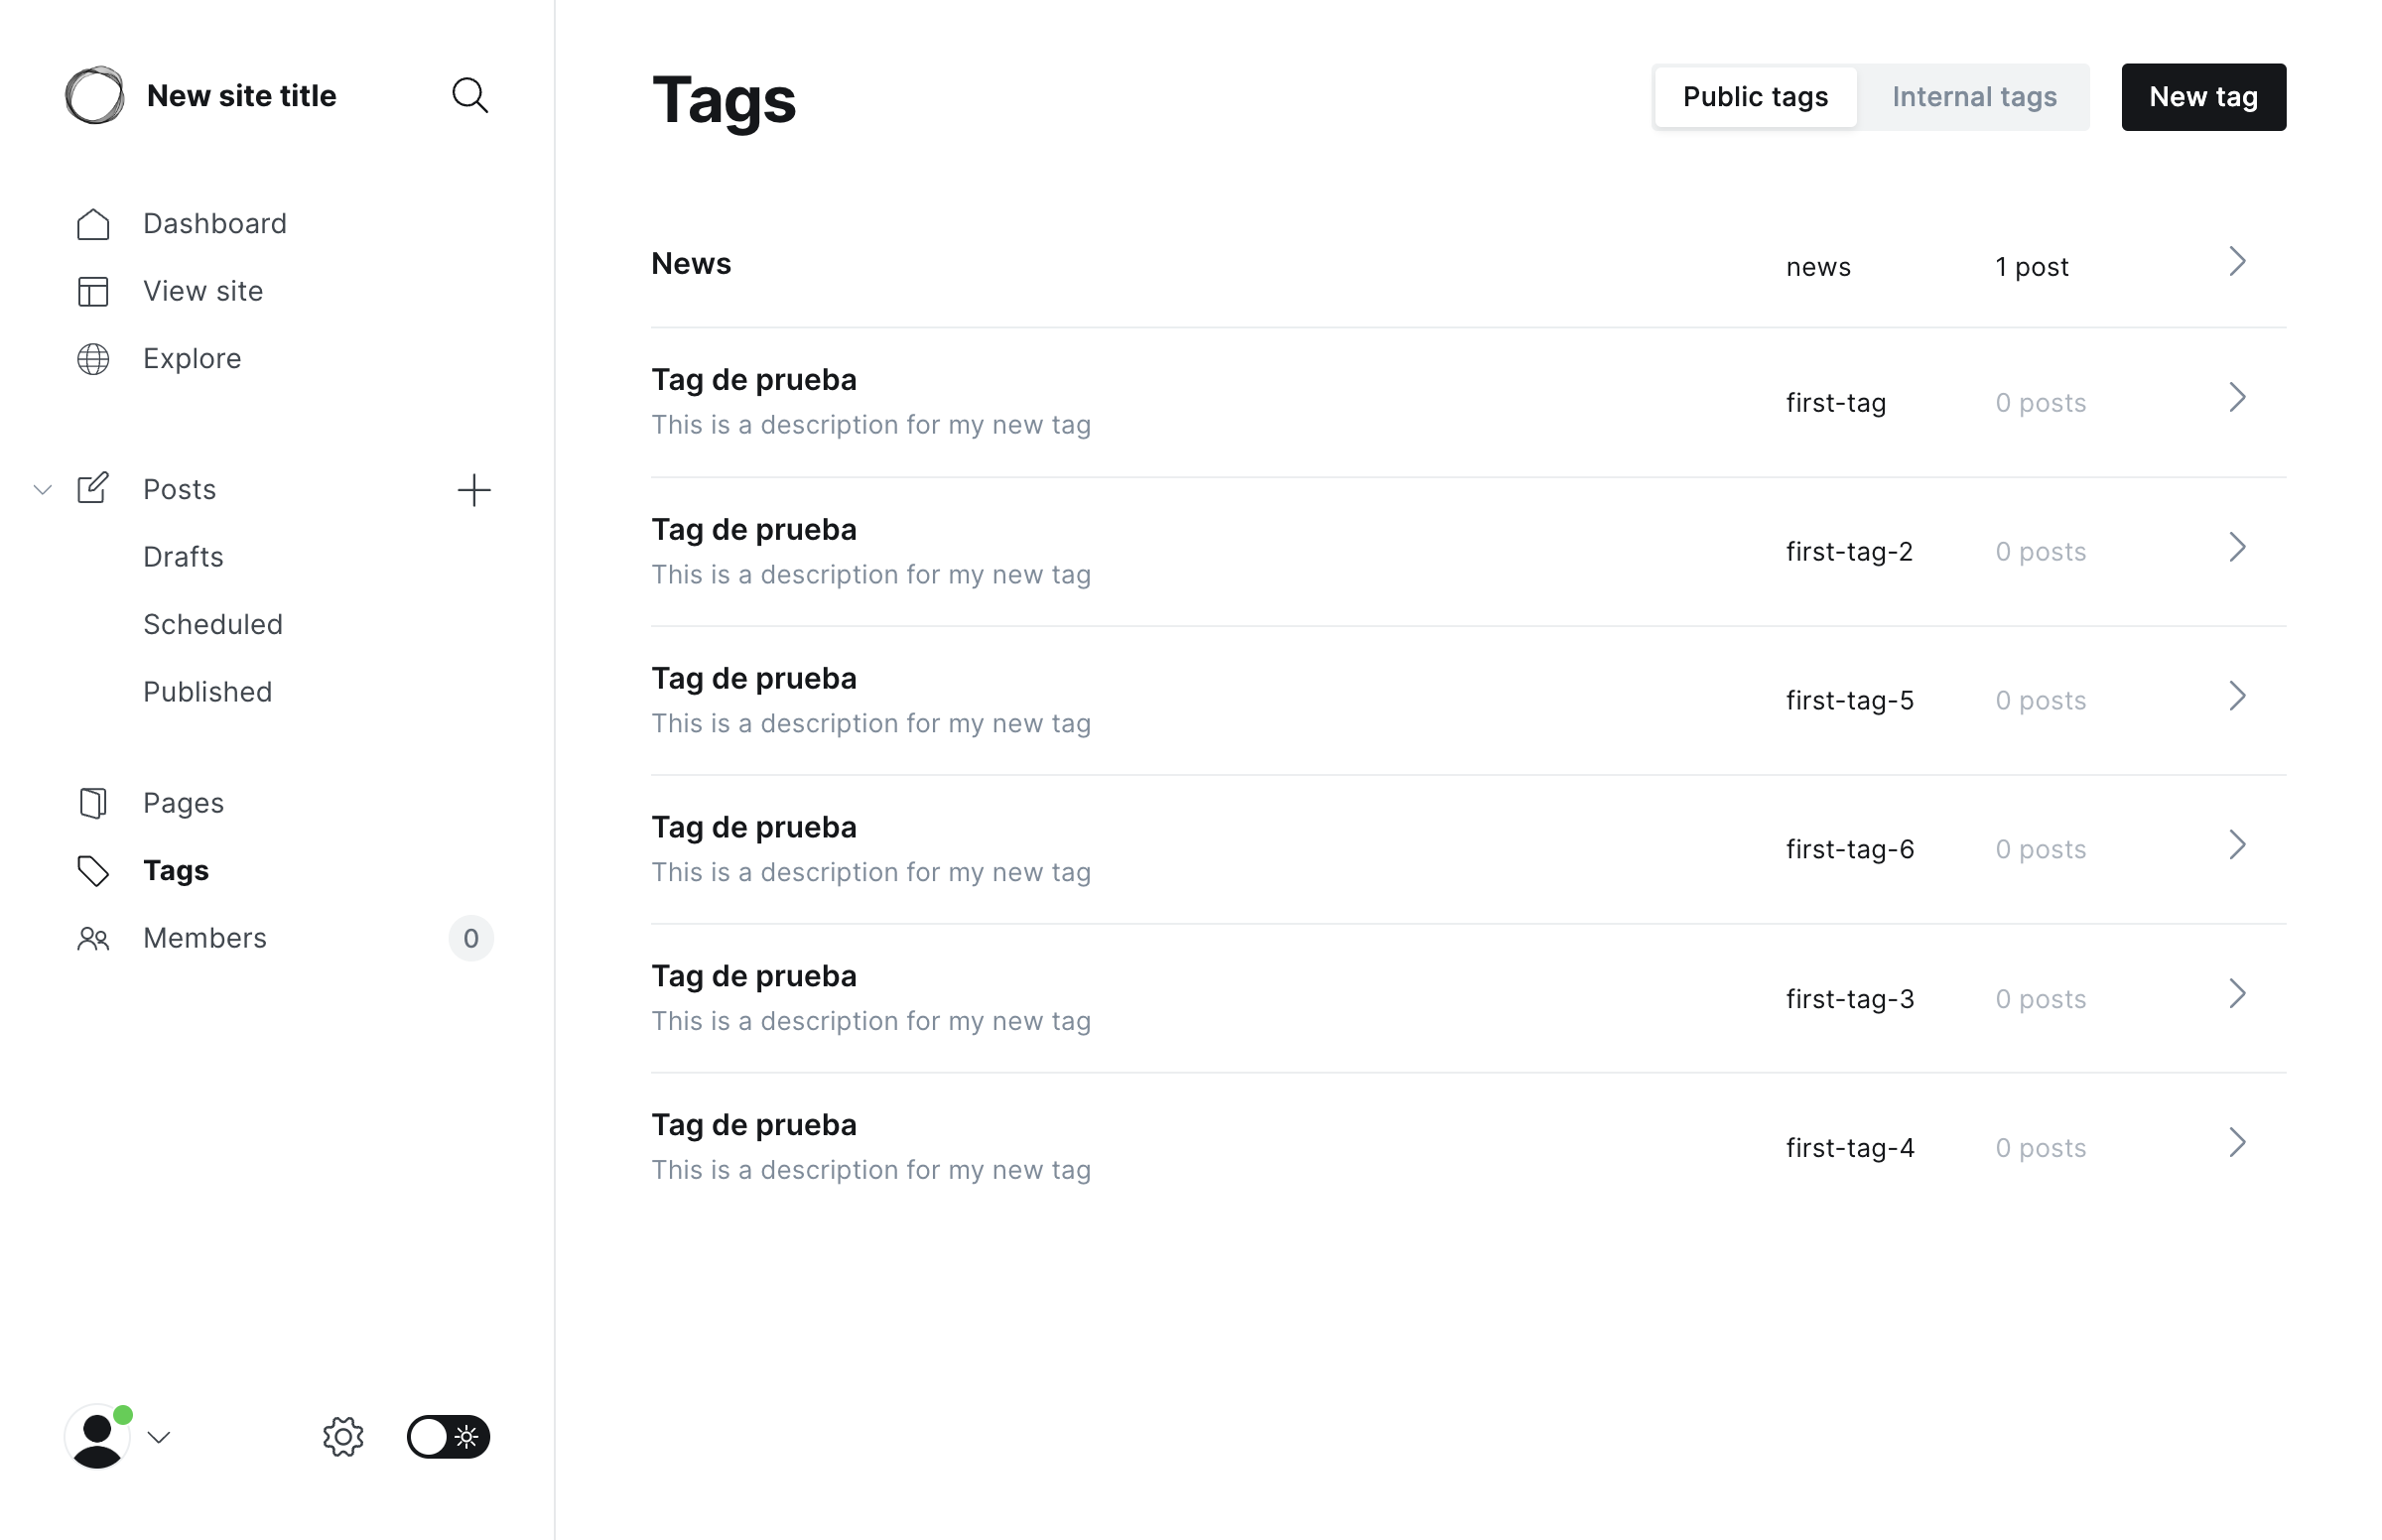 New site title
Dashboard
View site
Explore
Posts
Drafts
Scheduled
Published
Pages
Tags
Members 0
Tags
Public tags Internal tags New tag
News news 1 post
Tag de prueba
This is a description for my new tag
first-tag 0 posts
Tag de prueba
This is a description for my new tag
first-tag-2 0 posts
Tag de prueba
This is a description for my new tag
first-tag-5 0 posts
Tag de prueba
This is a description for my new tag
first-tag-6 0 posts
Tag de prueba
This is a description for my new tag
first-tag-3 0 posts
Tag de prueba
This is a description for my new tag
first-tag-4 0 posts